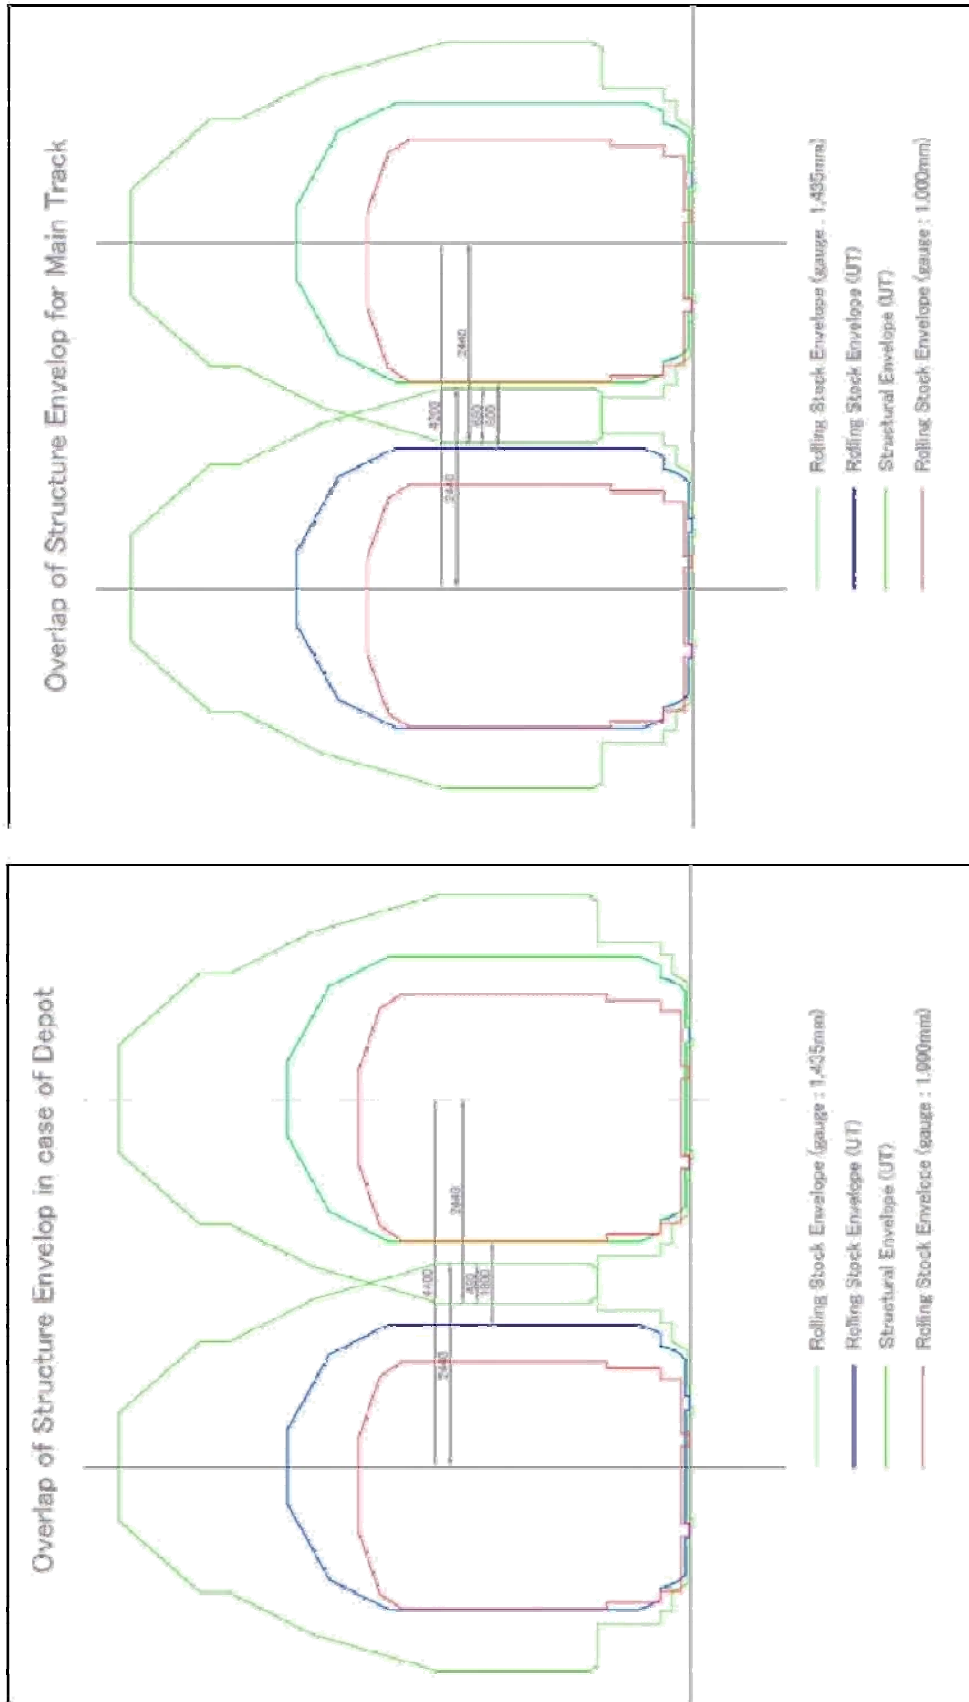 Overlap of Structure Envelop for Main Track
2440
2440
Rolling Stock Envelope (gauge : 1,435mm)
Rolling Stock Envelope (UT)
Structural Envelope (UT)
Rolling Stock Envelope (gauge : 1,000mm)
Overlap of Structure Envelop in case of Depot
4400
2440
2440
Rolling Stock Envelope (gauge : 1,435mm)
Rolling Stock Envelope (UT)
Structural Envelope (UT)
Rolling Stock Envelope (gauge : 1,000mm)